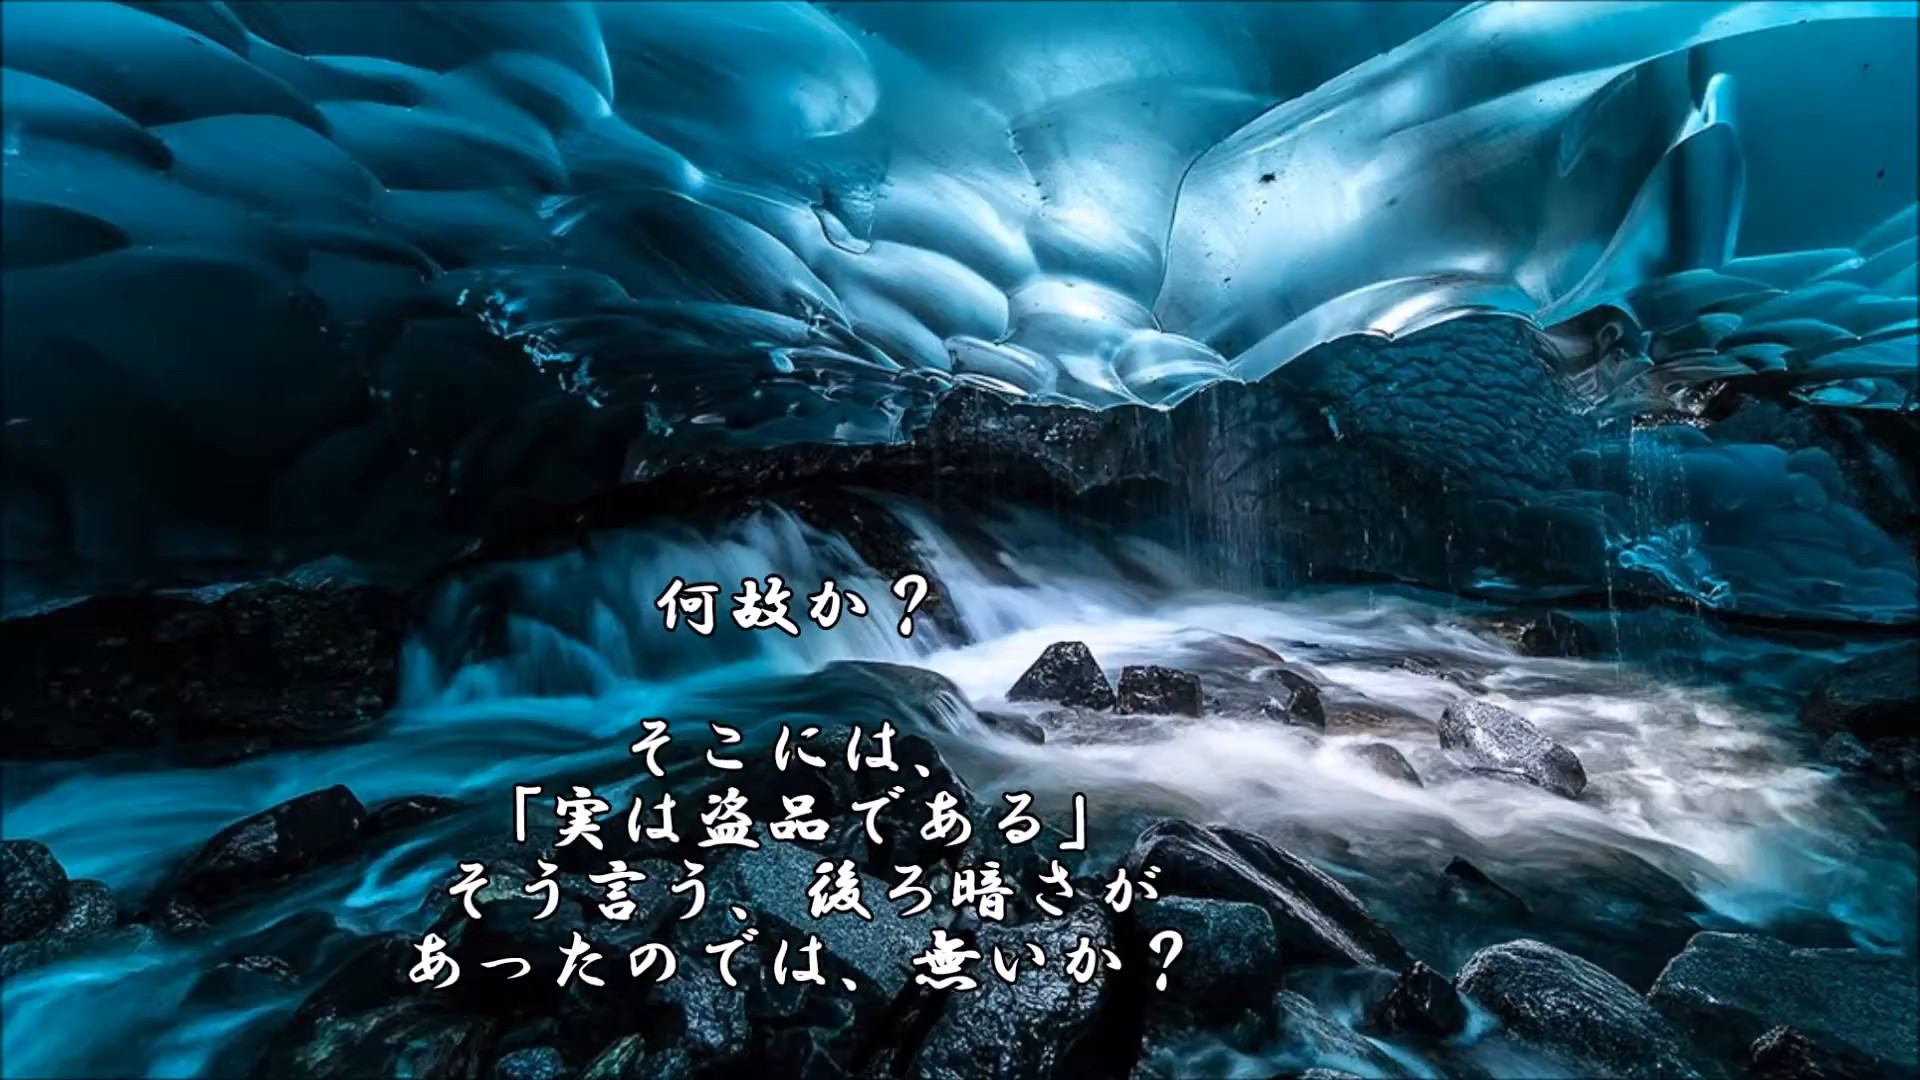 何故か？
そこには、
「実は盗品である」
そう言う、後ろ暗さが
あったのでは、無いか？